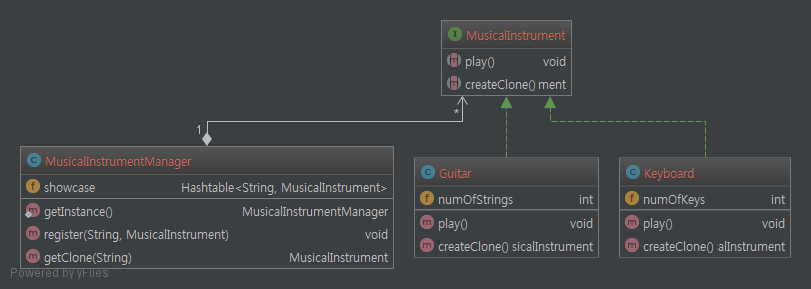 I MusicalInstrument
m play() void
m createClone() ment
1
*
C MusicalInstrumentManager
f showcase Hashtable<String, MusicalInstrument>
m getInstance() MusicalInstrumentManager
m register(String, MusicalInstrument) void
m getClone(String) MusicalInstrument
C Guitar
f numOfStrings int
m play() void
m createClone() sicalInstrument
C Keyboard
f numOfKeys int
m play() void
m createClone() :alInstrument
Powered by yFiles